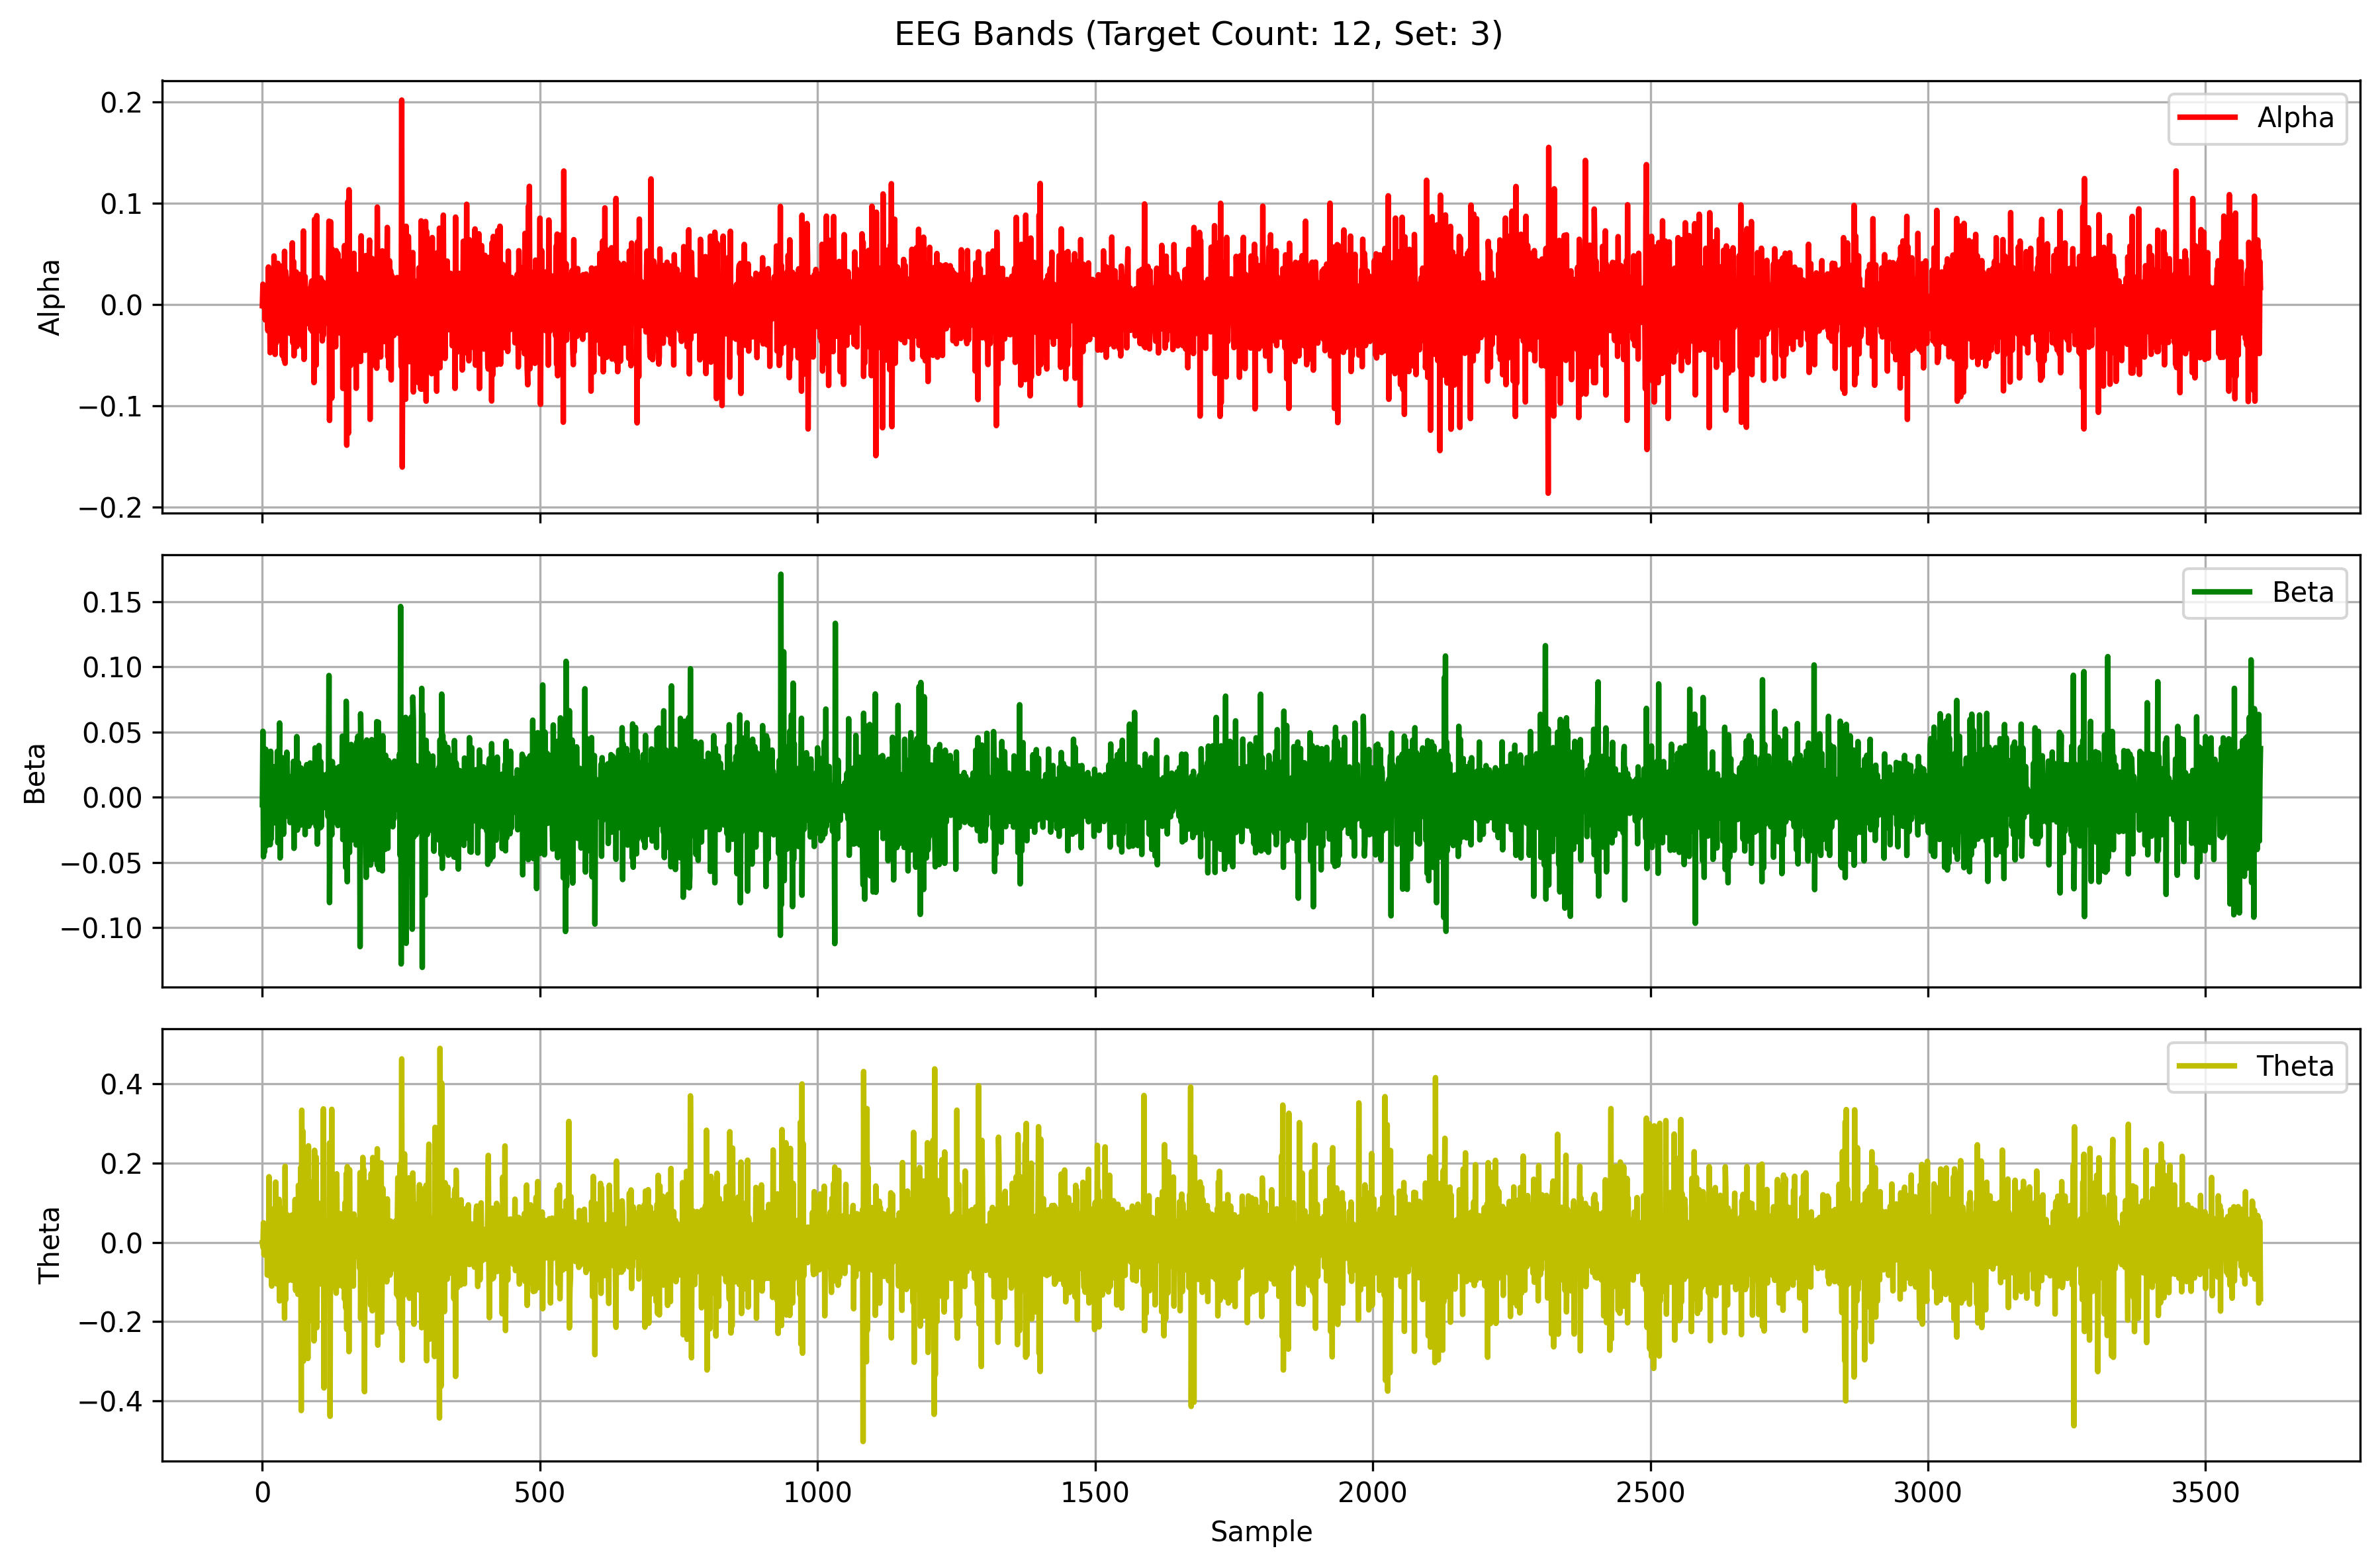 EEG Bands (Target Count: 12, Set: 3)
0.2
0.1
0.0
−0.1
−0.2
Alpha
Alpha
0.15
0.10
0.05
0.00
−0.05
−0.10
Beta
Beta
0.4
0.2
0.0
−0.2
−0.4
Theta
Theta
0 500 1000 1500 2000 2500 3000 3500
Sample